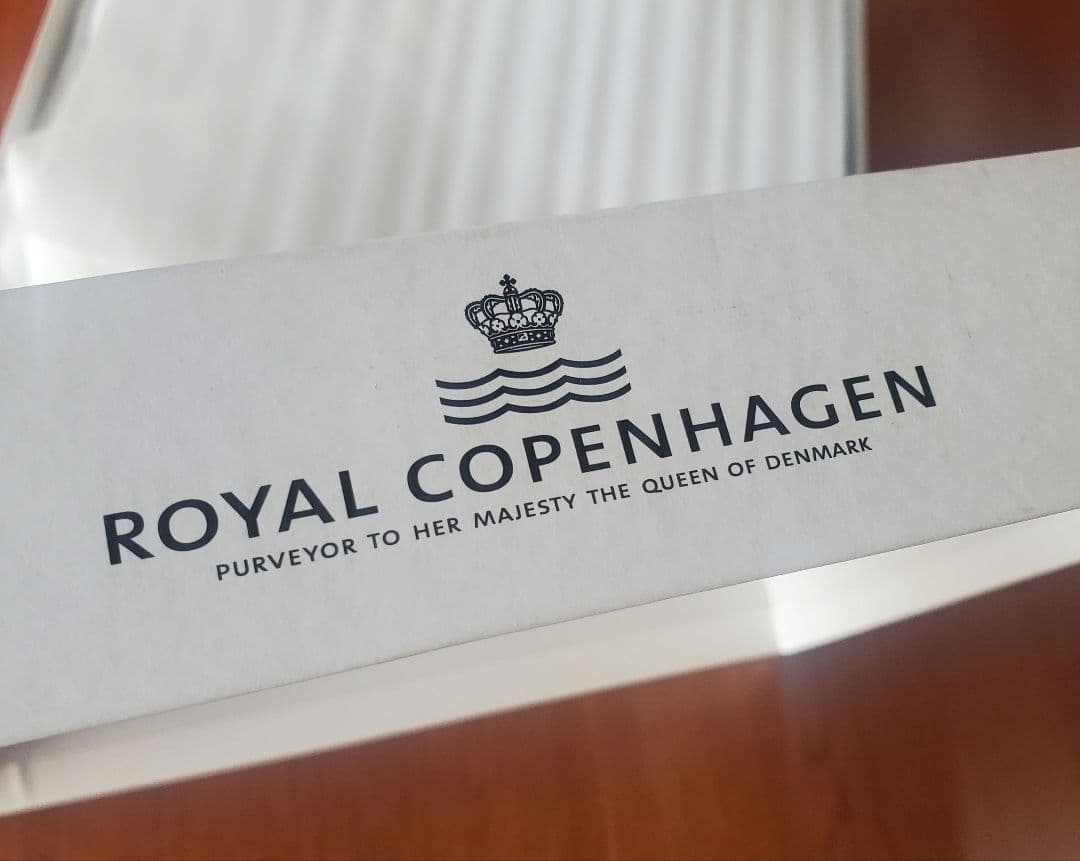 ROYAL COPENHAGEN
PURVEYOR TO HER MAJESTY THE QUEEN OF DENMARK